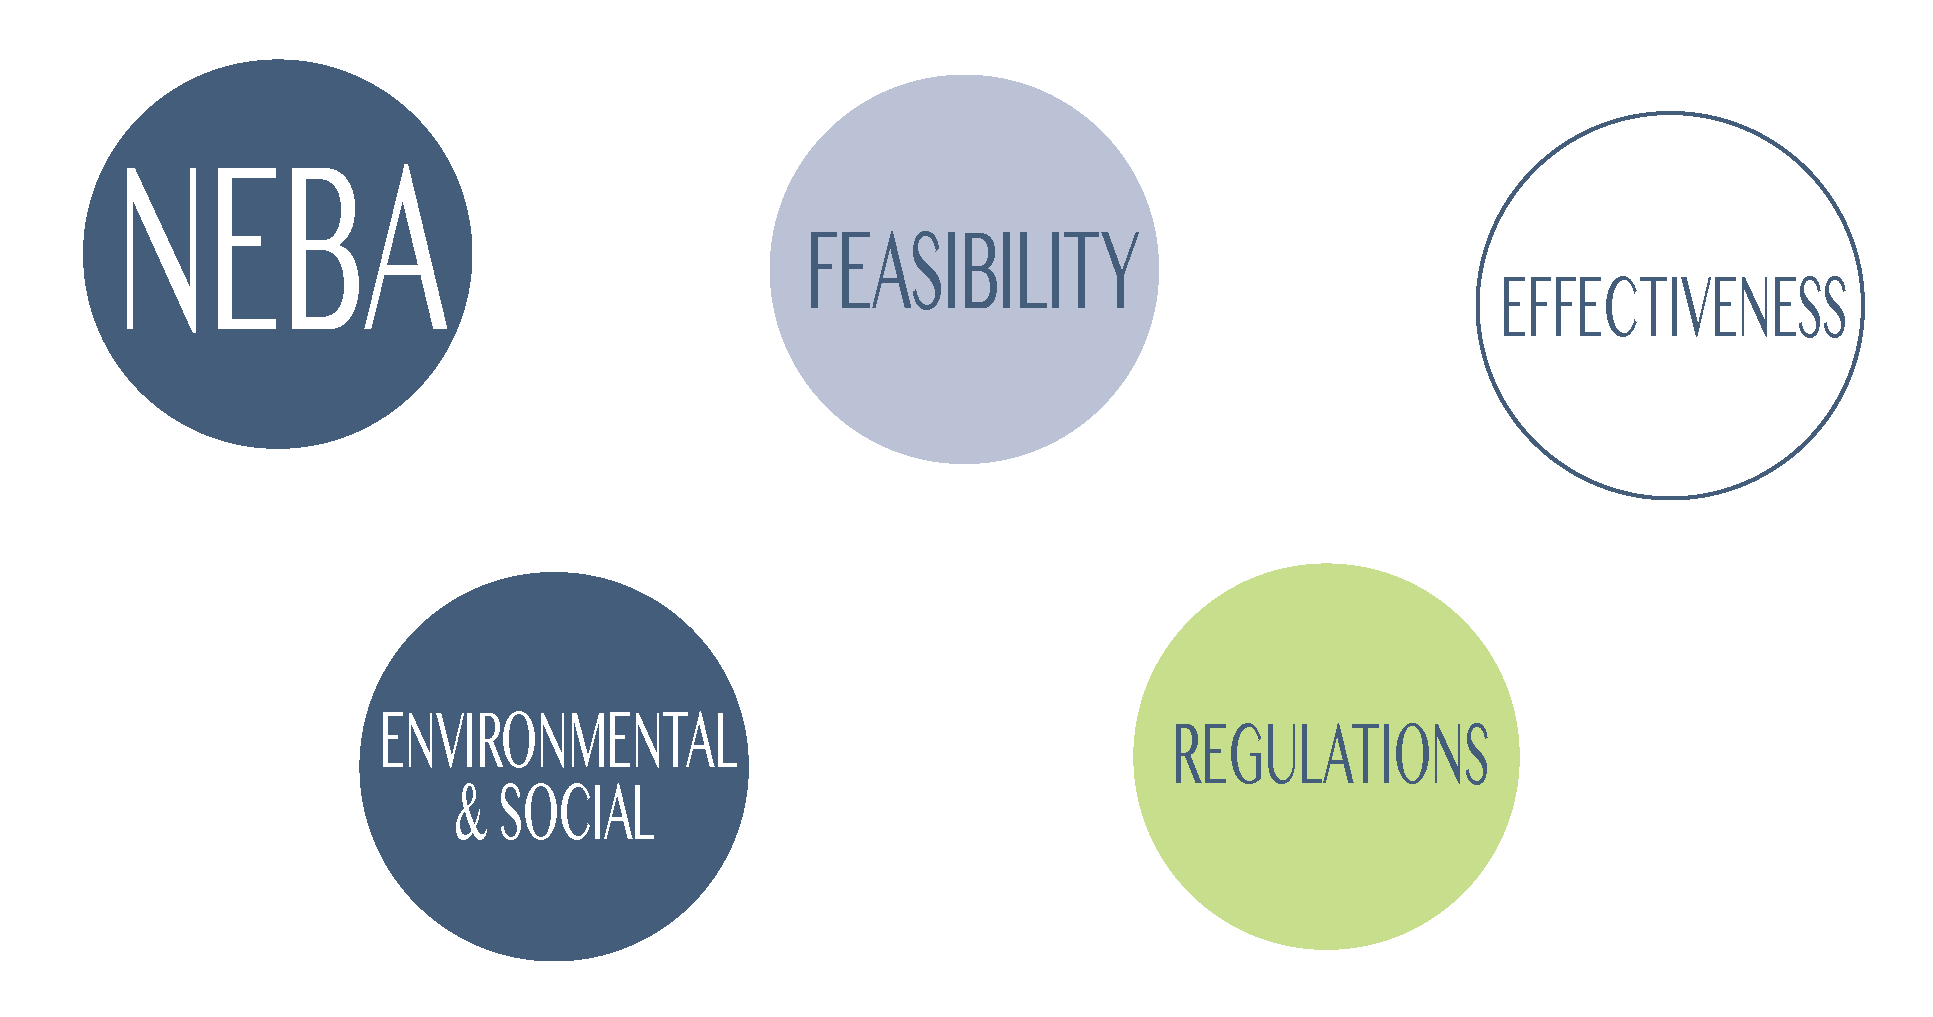 NEBA
FEASIBILITY
EFFECTIVENESS
ENVIRONMENTAL
& SOCIAL
REGULATIONS